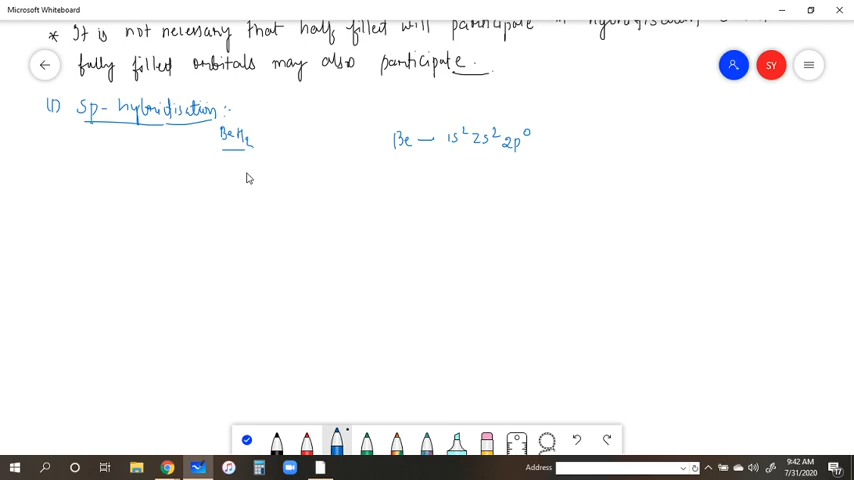 Microsoft Whiteboard
* It is not necessary that half filled will participate in hybridisation,
fully filled orbitals may also participate.
SY
(1) Sp-hybridisation :-
BeH₂
Be — 1s² 2s² 2p⁰
Address
9:42 AM
7/31/2020
17